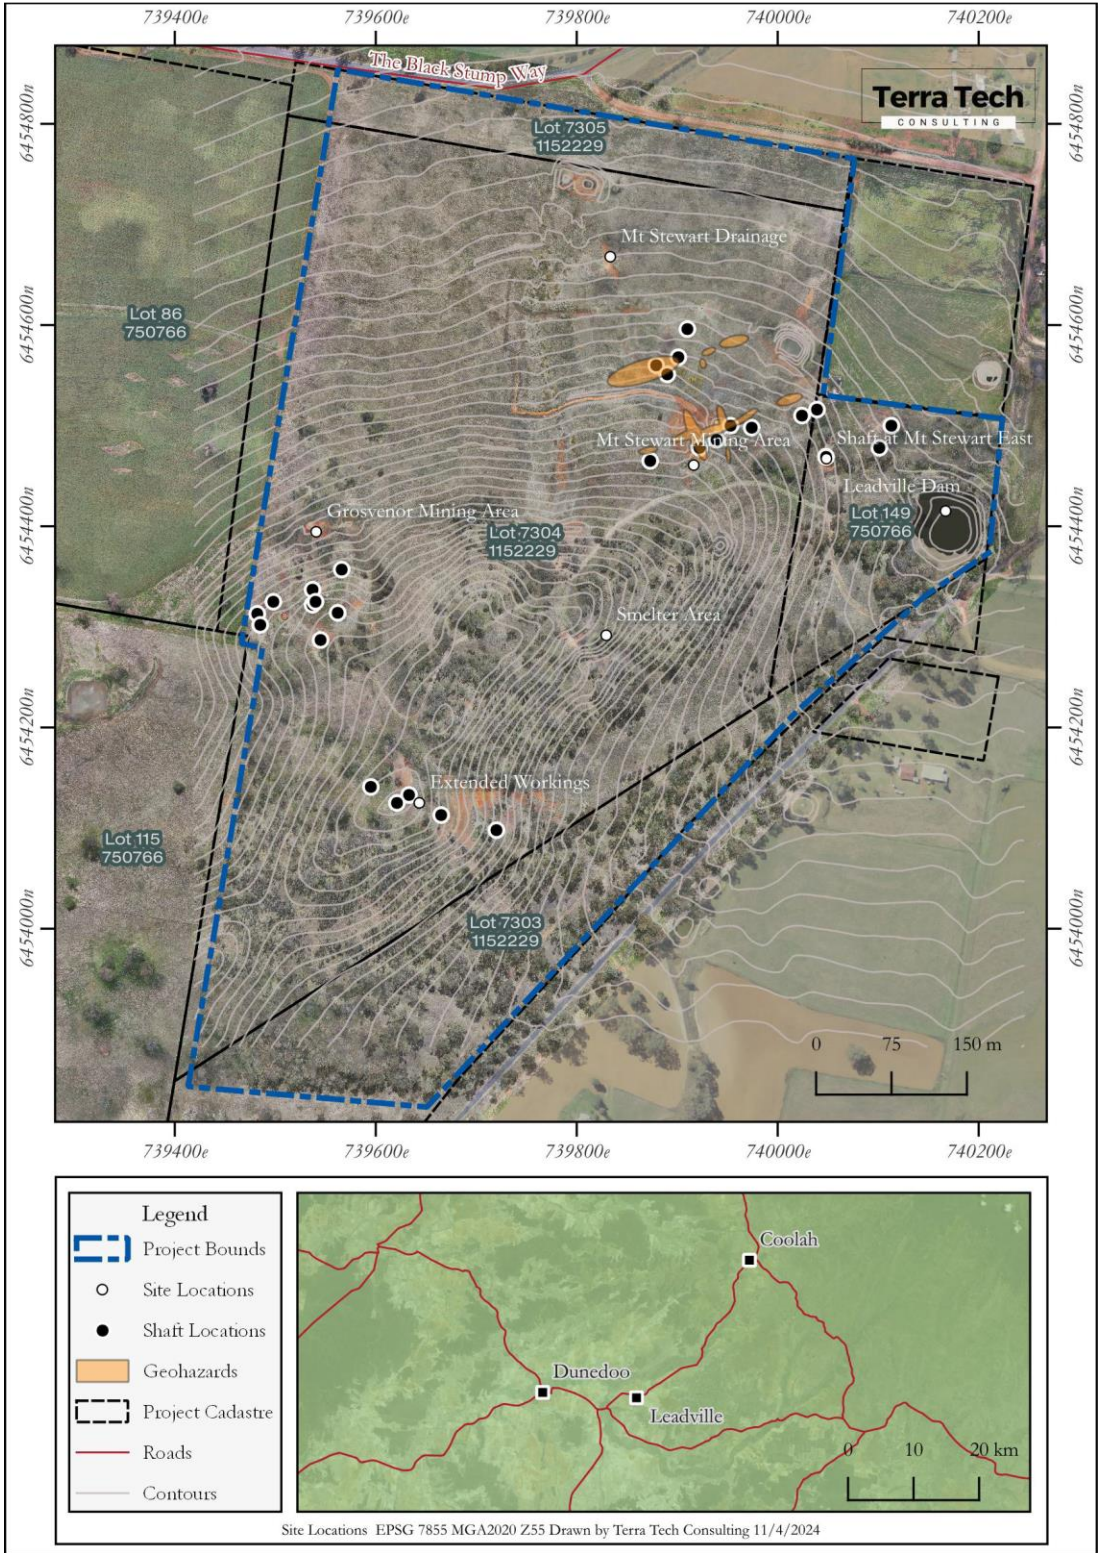 739400e
739600e
739800e
740000e
740200e
The Black Stump Way
Terra Tech
CONSULTING
6454800n
6454800n
Lot 7305
1152229
Mt Stewart Drainage
Lot 86
750766
6454600n
6454600n
Mt Stewart Mining Area
Shaft at Mt Stewart East
Leadville Dam
Grosvenor Mining Area
Lot 7304
1152229
Lot 149
750766
6454400n
6454400n
Smelter Area
6454200n
6454200n
Extended Workings
Lot 115
750766
Lot 7303
1152229
6454000n
6454000n
0 75 150 m
739400e
739600e
739800e
740000e
740200e
Legend
Project Bounds
Site Locations
Shaft Locations
Geohazards
Project Cadastre
Roads
Contours
Coolah
Dunedoo
Leadville
0 10 20 km
Site Locations EPSG 7855 MGA2020 Z55 Drawn by Terra Tech Consulting 11/4/2024